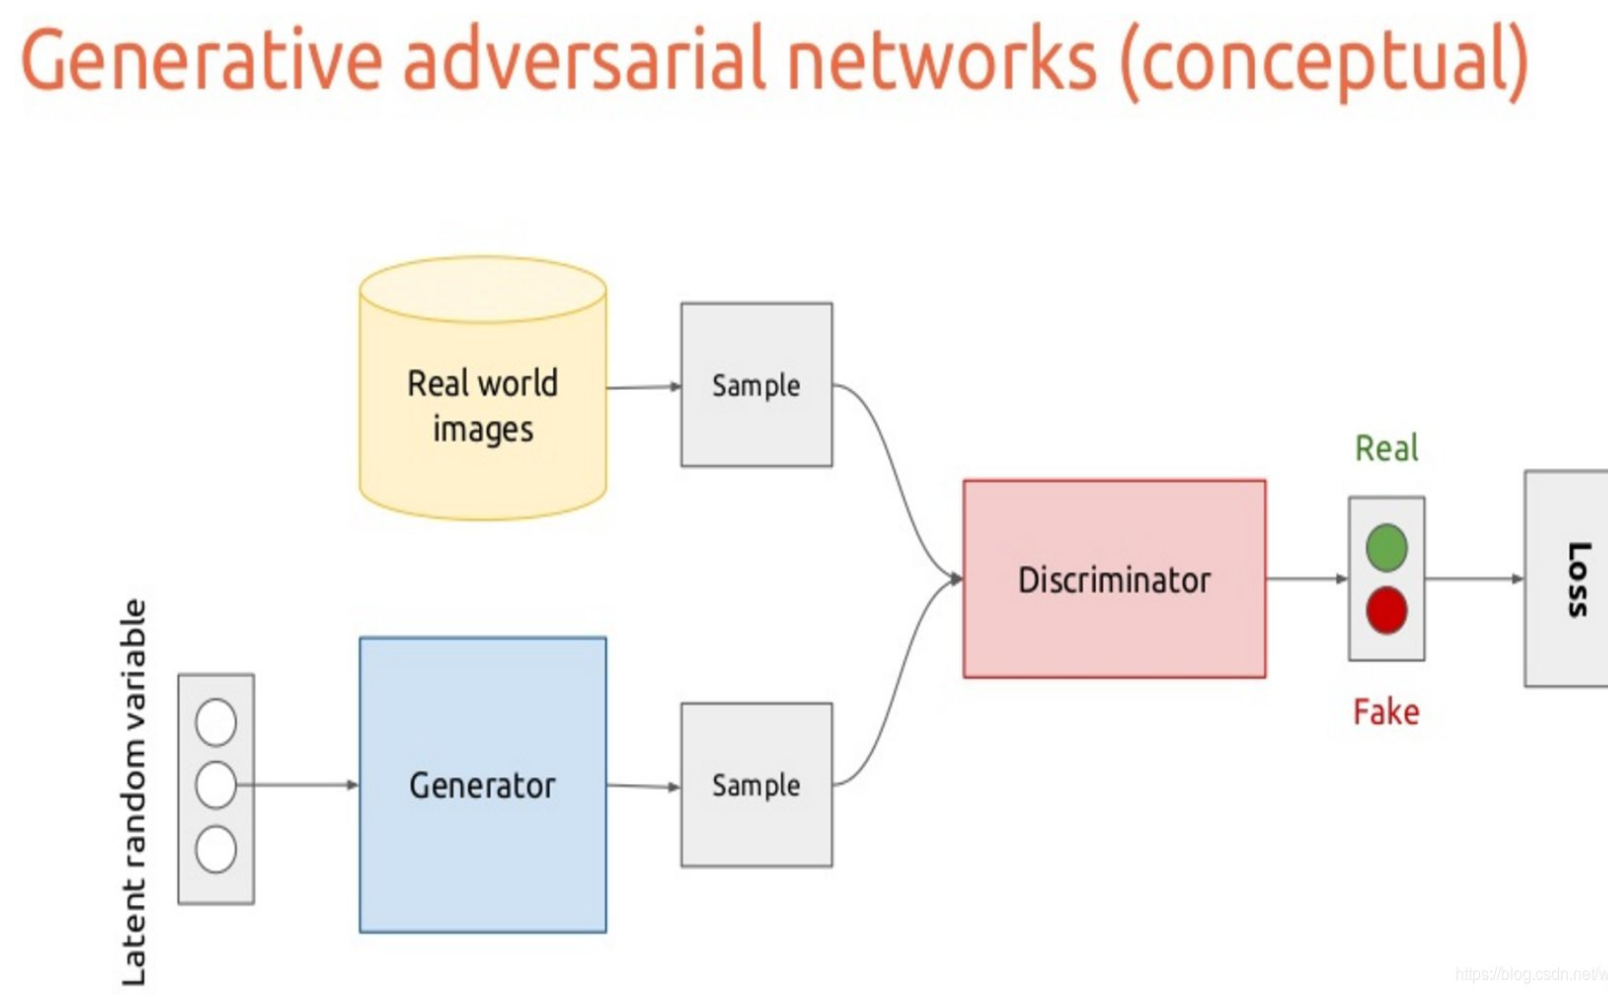 Generative adversarial networks (conceptual)
Real world
images
Sample
Latent random variable
Generator
Sample
Discriminator
Real
Fake
Loss
https://blog.csdn.net/w